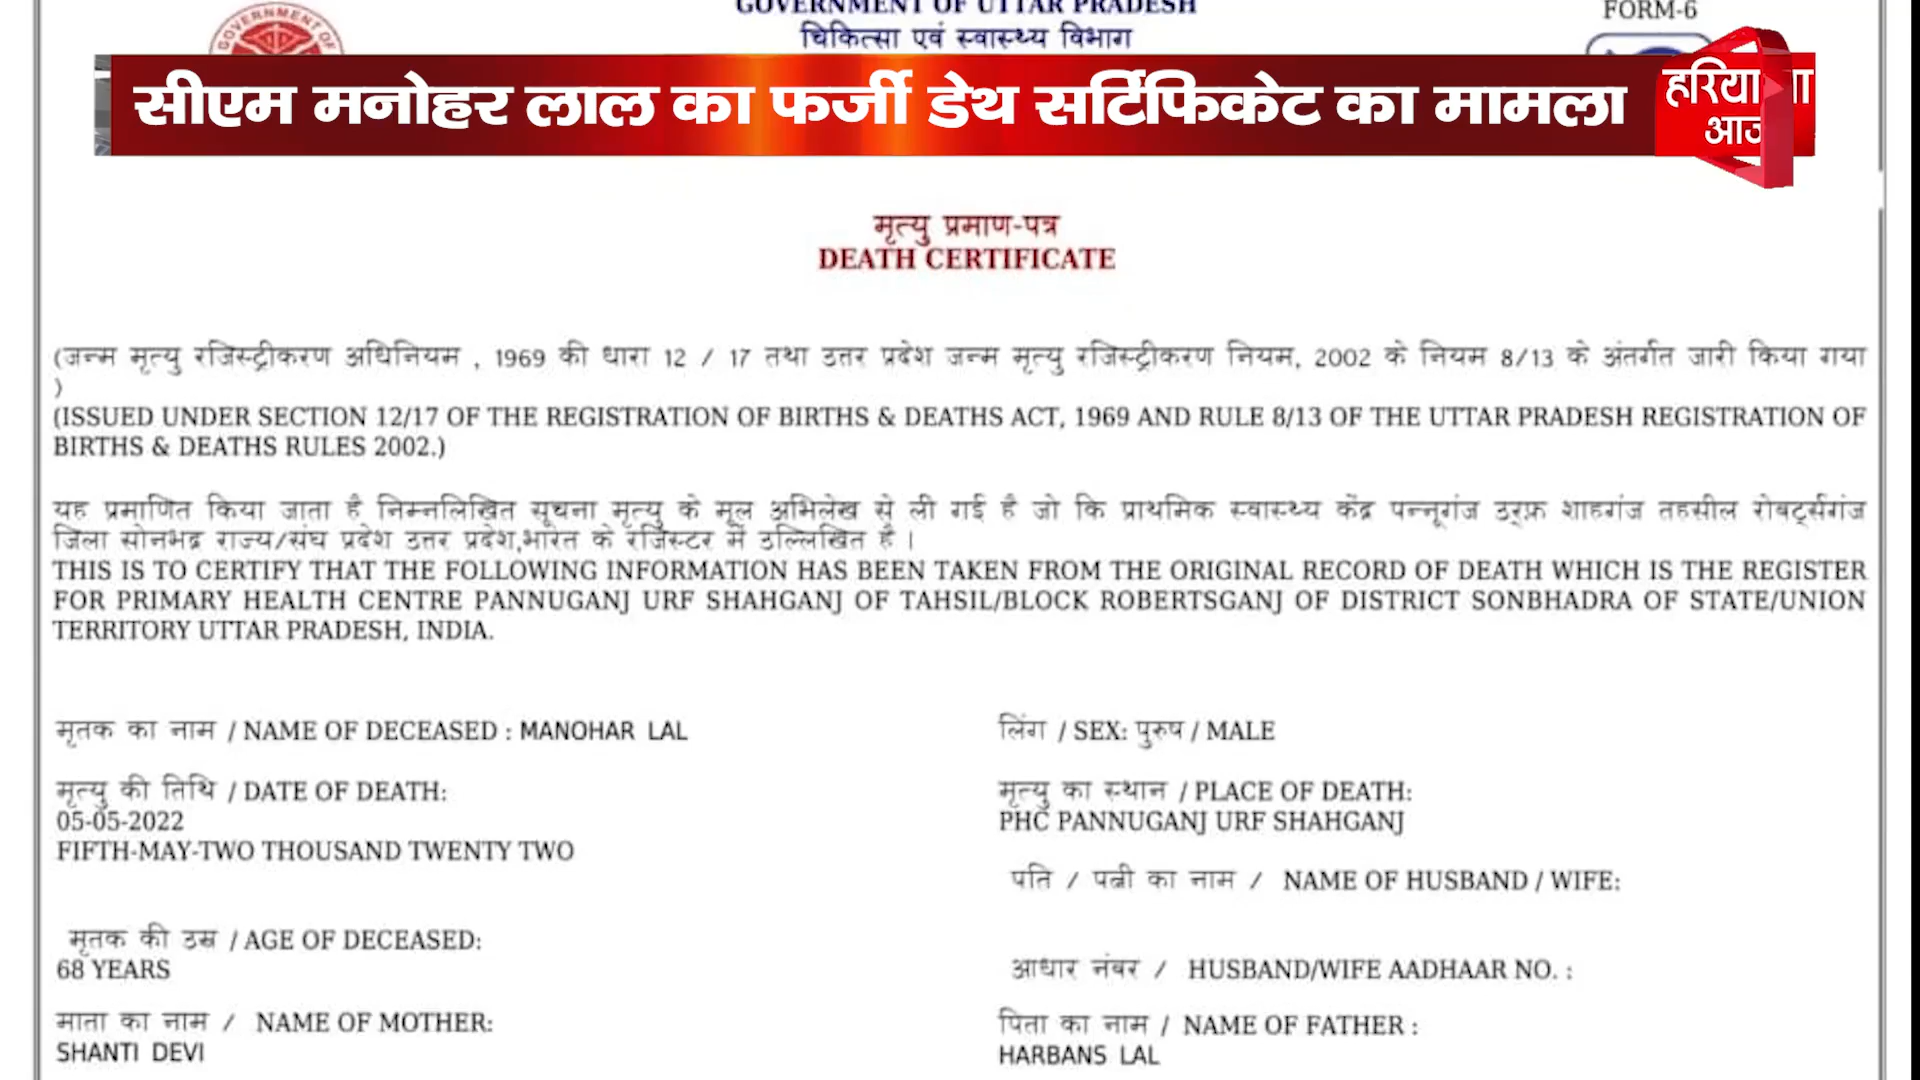 GOVERNMENT OF UTTAR PRADESH
FORM-6
GOVERNMENT OF
चिकित्सा एवं स्वास्थ्य विभाग
सीएम मनोहर लाल का फर्जी डेथ सर्टिफिकेट का मामला
मृत्यु प्रमाण-पत्र
DEATH CERTIFICATE
(जन्म मृत्यु रजिस्ट्रीकरण अधिनियम , 1969 की धारा 12 / 17 तथा उत्तर प्रदेश जन्म मृत्यु रजिस्ट्रीकरण नियम, 2002 के नियम 8/13 के अंतर्गत जारी किया गया
)
(ISSUED UNDER SECTION 12/17 OF THE REGISTRATION OF BIRTHS & DEATHS ACT, 1969 AND RULE 8/13 OF THE UTTAR PRADESH REGISTRATION OF
BIRTHS & DEATHS RULES 2002.)
यह प्रमाणित किया जाता है निम्नलिखित सूचना मृत्यु के मूल अभिलेख से ली गई है जो कि प्राथमिक स्वास्थ्य केंद्र पन्नूगंज उर्फ़ शाहगंज तहसील रोबर्ट्सगंज
जिला सोनभद्र राज्य/संघ प्रदेश उत्तर प्रदेश,भारत के रजिस्टर में उल्लिखित है |
THIS IS TO CERTIFY THAT THE FOLLOWING INFORMATION HAS BEEN TAKEN FROM THE ORIGINAL RECORD OF DEATH WHICH IS THE REGISTER
FOR PRIMARY HEALTH CENTRE PANNUGANJ URF SHAHGANJ OF TAHSIL/BLOCK ROBERTSGANJ OF DISTRICT SONBHADRA OF STATE/UNION
TERRITORY UTTAR PRADESH, INDIA.
मृतक का नाम / NAME OF DECEASED : MANOHAR LAL
लिंग / SEX: पुरुष / MALE
मृत्यु की तिथि / DATE OF DEATH:
05-05-2022
FIFTH-MAY-TWO THOUSAND TWENTY TWO
मृत्यु का स्थान / PLACE OF DEATH:
PHC PANNUGANJ URF SHAHGANJ
पति / पत्नी का नाम / NAME OF HUSBAND / WIFE:
मृतक की उम्र / AGE OF DECEASED:
68 YEARS
आधार नंबर / HUSBAND/WIFE AADHAAR NO. :
माता का नाम / NAME OF MOTHER:
SHANTI DEVI
पिता का नाम / NAME OF FATHER :
HARBANS LAL